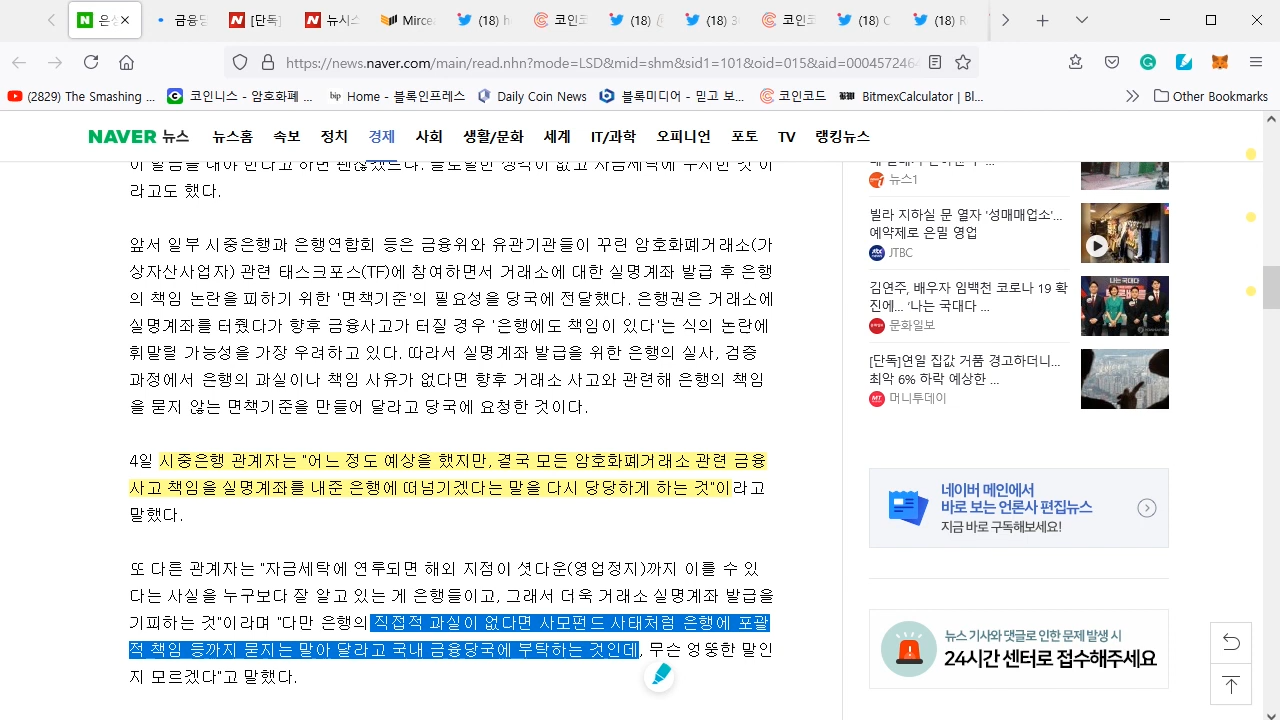 은성
금융당
[단독]
뉴시스
Mirce
(18) h
코인코
(18) (
(18) 3
코인코
(18) C
(18) R
https://news.naver.com/main/read.nhn?mode=LSD&mid=shm&sid1=101&oid=015&aid=0004572464
(2829) The Smashing ...
코인니스 - 암호화폐 ...
Home - 블록인프레스
Daily Coin News
블록미디어 - 믿고 보...
코인코드
BitmexCalculator | Bl...
Other Bookmarks
NAVER 뉴스
뉴스홈 속보 정치 경제 사회 생활/문화 세계 IT/과학 오피니언 포토 TV 랭킹뉴스
라고도 했다.
앞서 일부 시중은행과 은행연합회 등은 금융위와 유관기관들이 꾸린 암호화폐거래소(가
상자산사업자) 관련 태스크포스(TF)에 참여하면서 거래소에 대한 실명계좌 발급 후 은행
의 책임 논란을 피하기 위한 '면책기준'의 필요성을 당국에 전달했다. 은행권은 거래소에
실명계좌를 터줬다가 향후 금융사고가 터질 경우 '은행에도 책임이 있다'는 식의 논란에
휘말릴 가능성을 가장 우려하고 있다. 따라서 실명계좌 발급을 위한 은행의 실사, 검증
과정에서 은행의 과실이나 책임 사유가 없다면 향후 거래소 사고와 관련해 은행의 책임
을 묻지 않는 면책기준을 만들어 달라고 당국에 요청한 것이다.
4일 시중은행 관계자는 "어느 정도 예상을 했지만, 결국 모든 암호화폐거래소 관련 금융
사고 책임을 실명계좌를 내준 은행에 떠넘기겠다는 말을 다시 당당하게 하는 것"이라고
말했다.
또 다른 관계자는 "자금세탁에 연루되면 해외 지점이 셧다운(영업정지)까지 이를 수 있
다는 사실을 누구보다 잘 알고 있는 게 은행들이고, 그래서 더욱 거래소 실명계좌 발급을
기피하는 것"이라며 "다만 은행의 직접적 과실이 없다면 사모펀드 사태처럼 은행에 포괄
적 책임 등까지 묻지는 말아 달라고 국내 금융당국에 부탁하는 것인데, 무슨 엉뚱한 말인
지 모르겠다"고 말했다.
뉴스1
빌라 지하실 문 열자 '성매매업소'...
예약제로 은밀 영업
JTBC
김연주, 배우자 임백천 코로나 19 확
진에... '나는 국대다 ...
문화일보
[단독]연일 집값 거품 경고하더니...
최악 6% 하락 예상한 ...
머니투데이
네이버 메인에서
바로 보는 언론사 편집뉴스
지금 바로 구독해보세요!
뉴스 기사와 댓글로 인한 문제 발생 시
24시간 센터로 접수해주세요